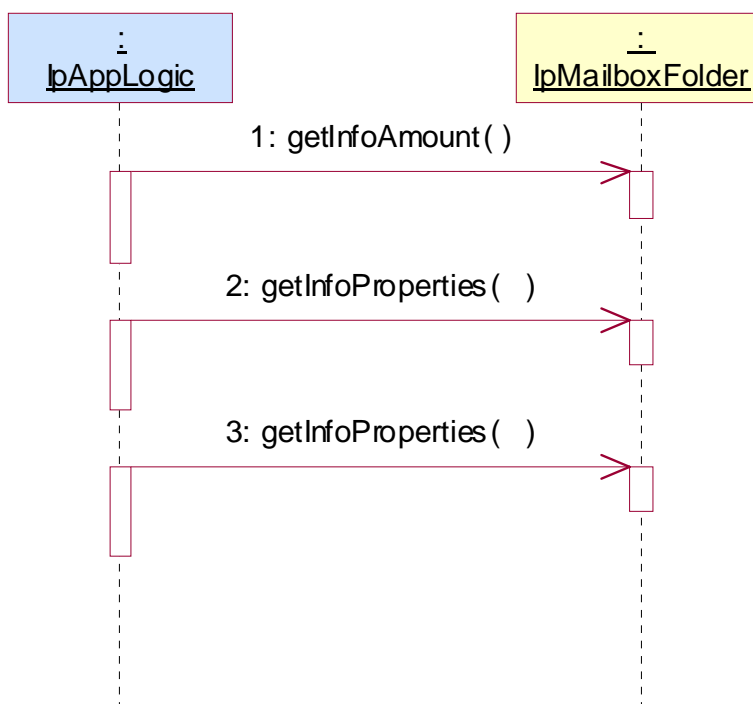 :
IpAppLogic
:
IpMailboxFolder
1: getInfoAmount( )
2: getInfoProperties( )
3: getInfoProperties( )